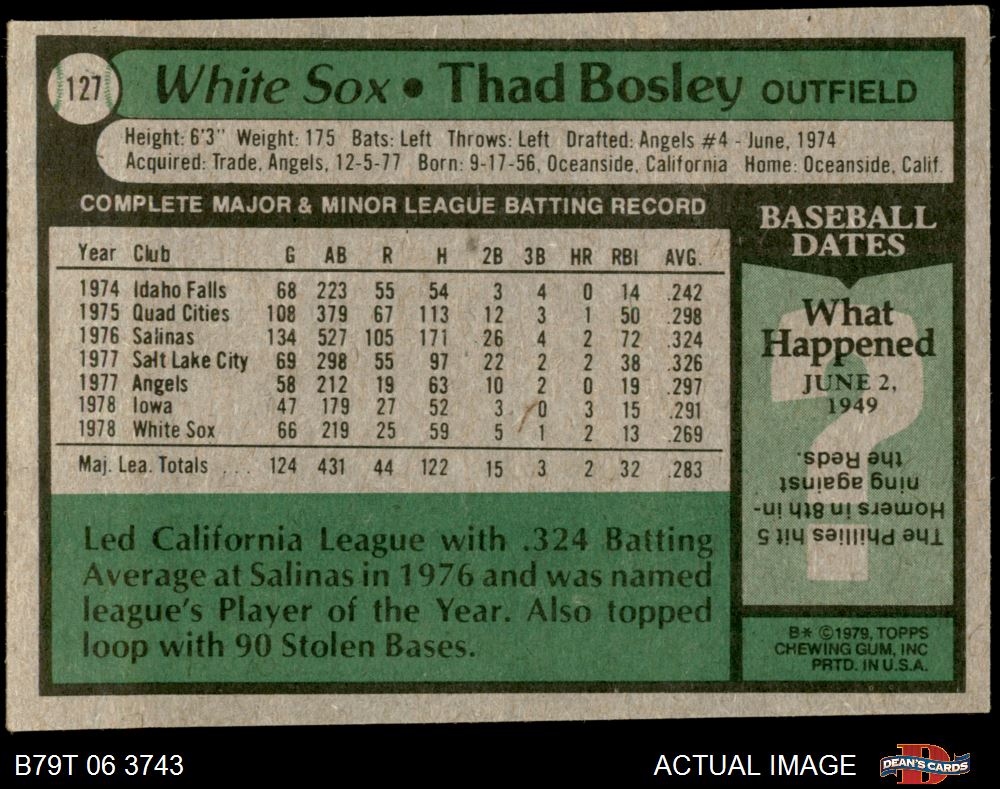 127 White Sox • Thad Bosley OUTFIELD
Height: 6'3" Weight: 175 Bats: Left Throws: Left Drafted: Angels #4 - June, 1974
Acquired: Trade, Angels, 12-5-77 Born: 9-17-56, Oceanside, California Home: Oceanside, Calif.
COMPLETE MAJOR & MINOR LEAGUE BATTING RECORD
Year Club G AB R H 2B 3B HR RBI AVG.
1974 Idaho Falls 68 223 55 54 3 4 0 14 .242
1975 Quad Cities 108 379 67 113 12 3 1 50 .298
1976 Salinas 134 527 105 171 26 4 2 72 .324
1977 Salt Lake City 69 298 55 97 22 2 2 38 .326
1977 Angels 58 212 19 63 10 2 0 19 .297
1978 Iowa 47 179 27 52 3 0 3 15 .291
1978 White Sox 66 219 25 59 5 1 2 13 .269
Maj. Lea. Totals ... 124 431 44 122 15 3 2 32 .283
Led California League with .324 Batting
Average at Salinas in 1976 and was named
league's Player of the Year. Also topped
loop with 90 Stolen Bases.
BASEBALL
DATES
What
Happened
JUNE 2,
1949
?
The Phillies hit 5
Homers in 8th in-
ning against
the Reds.
B* ©1979, TOPPS
CHEWING GUM, INC
PRTD. IN U.S.A.
B79T 06 3743
ACTUAL IMAGE
D
DEAN'S CARDS